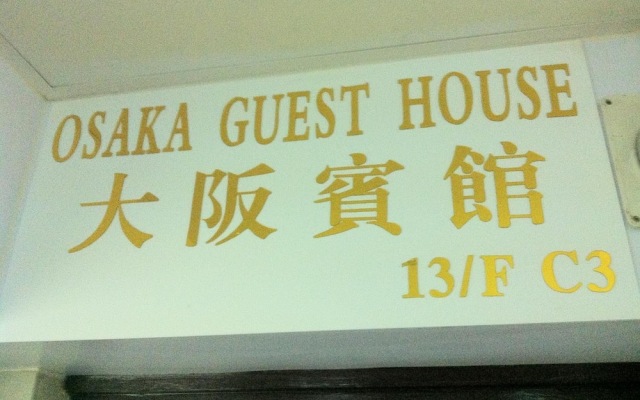 OSAKA GUEST HOUSE
大阪賓館
13/F C3